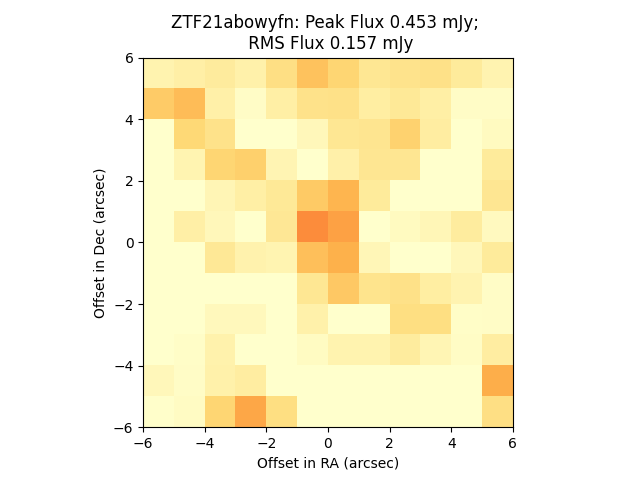 ZTF21abowyfn: Peak Flux 0.453 mJy;
RMS Flux 0.157 mJy
6
4
2
0
−2
−4
−6
Offset in Dec (arcsec)
−6 −4 −2 0 2 4 6
Offset in RA (arcsec)